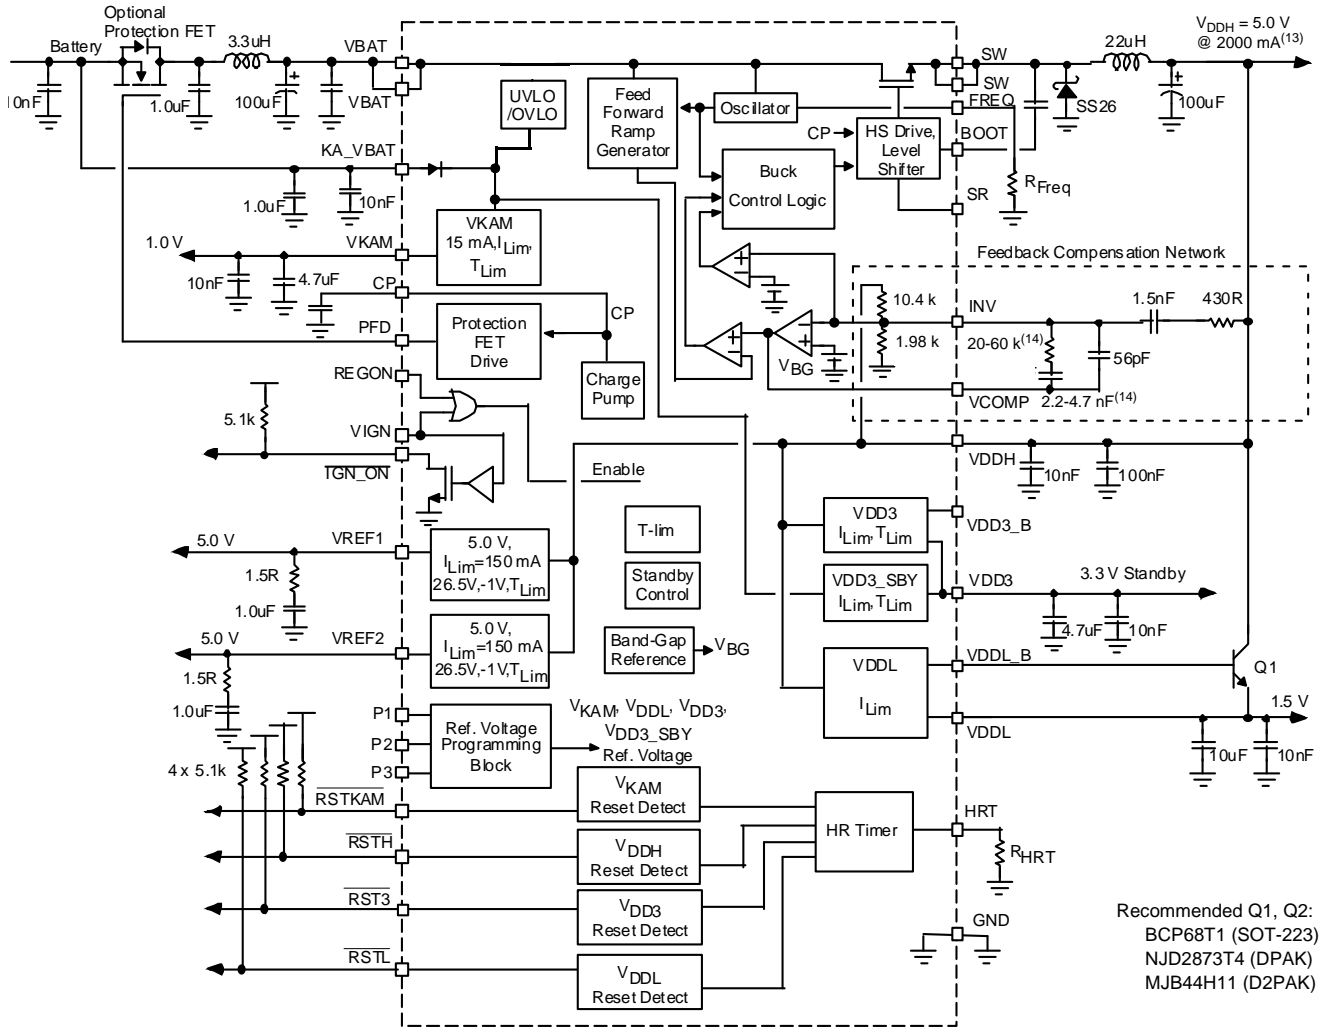 Optional
Protection FET
Battery
3.3uH
VBAT
10nF
1.0uF
100uF
VBAT
+
UVLO
/OVLO
Feed
Forward
Ramp
Generator
Oscillator
SW
SW
22uH
V_DDH = 5.0 V
@ 2000 mA(13)
FREQ
SS26
+
100uF
CP
HS Drive,
Level
Shifter
BOOT
R_Freq
SR
KA_VBAT
1.0uF
10nF
Buck
Control Logic
VKAM
15 mA,I_Lim,
T_Lim
1.0 V
VKAM
10nF
4.7uF
CP
CP
PFD
Protection
FET
Drive
Charge
Pump
+
−
+
−
−
+
V_BG
Feedback Compensation Network
10.4 k
1.98 k
INV
1.5nF
430R
20-60 k(14)
56pF
VCOMP
2.2-4.7 nF(14)
REGON
5.1k
VIGN
IGN_ON
Enable
VDDH
10nF
100nF
5.0 V
VREF1
5.0 V,
I_Lim=150 mA
26.5V,-1V,T_Lim
1.5R
1.0uF
T-lim
Standby
Control
Band-Gap
Reference
V_BG
VDD3
I_Lim, T_Lim
VDD3_B
VDD3_SBY
I_Lim, T_Lim
VDD3
3.3 V Standby
4.7uF
10nF
5.0 V
VREF2
5.0 V,
I_Lim=150 mA
26.5V,-1V,T_Lim
1.5R
1.0uF
VDDL
I_Lim
VDDL_B
Q1
1.5 V
VDDL
10uF
10nF
P1
P2
P3
Ref. Voltage
Programming
Block
V_KAM, V_DDL, V_DD3,
V_DD3_SBY
Ref. Voltage
4 x 5.1k
RSTKAM
V_KAM
Reset Detect
RSTH
V_DDH
Reset Detect
RST3
V_DD3
Reset Detect
RSTL
V_DDL
Reset Detect
HR Timer
HRT
R_HRT
GND
Recommended Q1, Q2:
BCP68T1 (SOT-223)
NJD2873T4 (DPAK)
MJB44H11 (D2PAK)